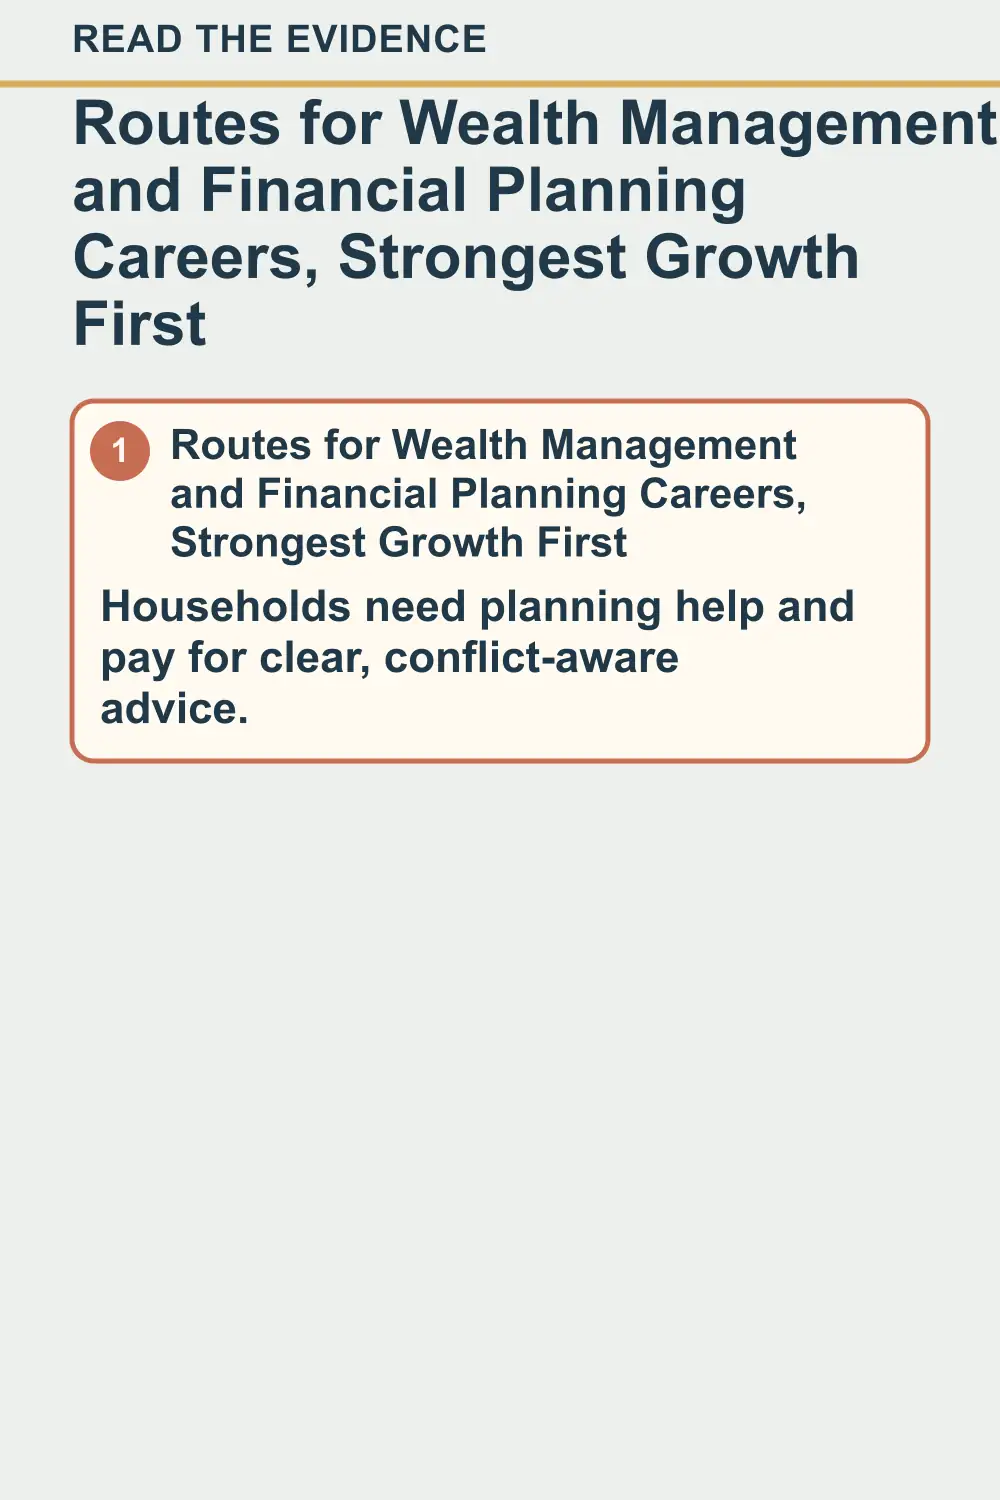 READ THE EVIDENCE
Routes for Wealth Management
and Financial Planning
Careers, Strongest Growth
First
1
Routes for Wealth Management
and Financial Planning Careers,
Strongest Growth First
Households need planning help and
pay for clear, conflict-aware
advice.